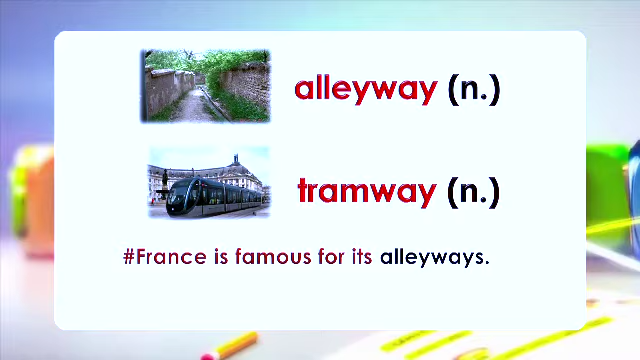 alleyway (n.)
tramway (n.)
#France is famous for its alleyways.